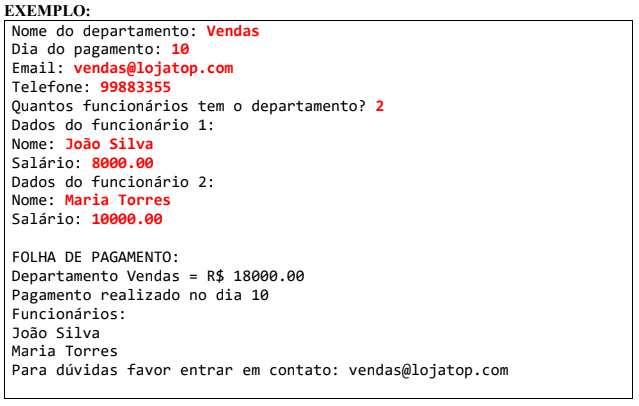 EXEMPLO:
Nome do departamento: Vendas
Dia do pagamento: 10
Email: vendas@lojatop.com
Telefone: 99883355
Quantos funcionários tem o departamento? 2
Dados do funcionário 1:
Nome: João Silva
Salário: 8000.00
Dados do funcionário 2:
Nome: Maria Torres
Salário: 10000.00

FOLHA DE PAGAMENTO:
Departamento Vendas = R$ 18000.00
Pagamento realizado no dia 10
Funcionários:
João Silva
Maria Torres
Para dúvidas favor entrar em contato: vendas@lojatop.com